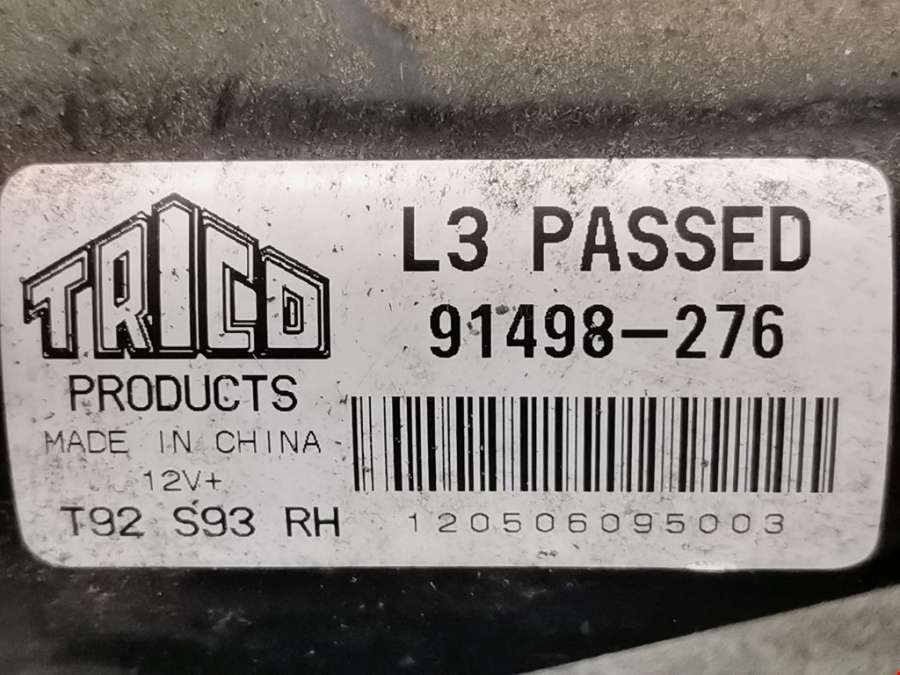 TRICO
PRODUCTS
MADE IN CHINA
12V+
T92 S93 RH
L3 PASSED
91498-276
120506095003